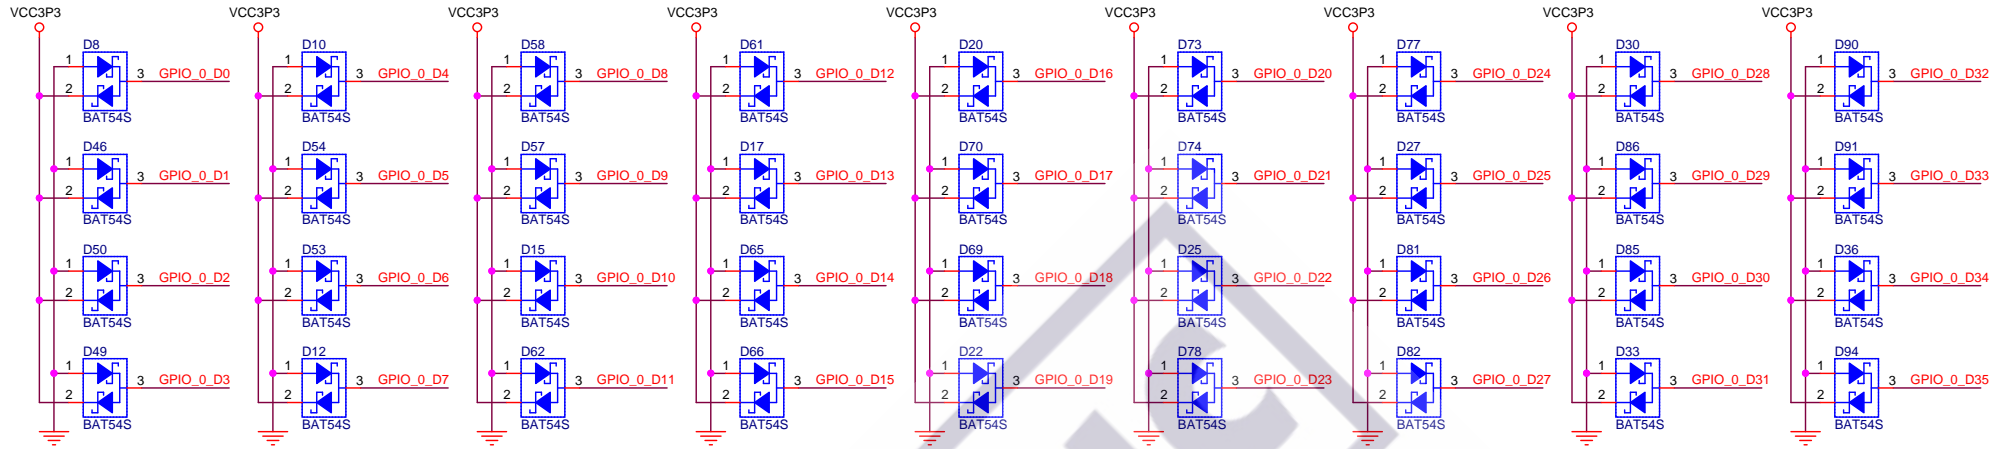 VCC3P3 VCC3P3 VCC3P3 VCC3P3 VCC3P3 VCC3P3 VCC3P3 VCC3P3 VCC3P3
D8 D10 D58 D61 D20 D73 D77 D30 D90
1 1 1 1 1 1 1 1 1
3 GPIO_0_D0 3 GPIO_0_D4 3 GPIO_0_D8 3 GPIO_0_D12 3 GPIO_0_D16 3 GPIO_0_D20 3 GPIO_0_D24 3 GPIO_0_D28 3 GPIO_0_D32
2 2 2 2 2 2 2 2 2
BAT54S BAT54S BAT54S BAT54S BAT54S BAT54S BAT54S BAT54S BAT54S
D46 D54 D57 D17 D70 D74 D27 D86 D91
1 1 1 1 1 1 1 1 1
3 GPIO_0_D1 3 GPIO_0_D5 3 GPIO_0_D9 3 GPIO_0_D13 3 GPIO_0_D17 3 GPIO_0_D21 3 GPIO_0_D25 3 GPIO_0_D29 3 GPIO_0_D33
2 2 2 2 2 2 2 2 2
BAT54S BAT54S BAT54S BAT54S BAT54S BAT54S BAT54S BAT54S BAT54S
D50 D53 D15 D65 D69 D25 D81 D85 D36
1 1 1 1 1 1 1 1 1
3 GPIO_0_D2 3 GPIO_0_D6 3 GPIO_0_D10 3 GPIO_0_D14 3 GPIO_0_D18 3 GPIO_0_D22 3 GPIO_0_D26 3 GPIO_0_D30 3 GPIO_0_D34
2 2 2 2 2 2 2 2 2
BAT54S BAT54S BAT54S BAT54S BAT54S BAT54S BAT54S BAT54S BAT54S
D49 D12 D62 D66 D22 D78 D82 D33 D94
1 1 1 1 1 1 1 1 1
3 GPIO_0_D3 3 GPIO_0_D7 3 GPIO_0_D11 3 GPIO_0_D15 3 GPIO_0_D19 3 GPIO_0_D23 3 GPIO_0_D27 3 GPIO_0_D31 3 GPIO_0_D35
2 2 2 2 2 2 2 2 2
BAT54S BAT54S BAT54S BAT54S BAT54S BAT54S BAT54S BAT54S BAT54S